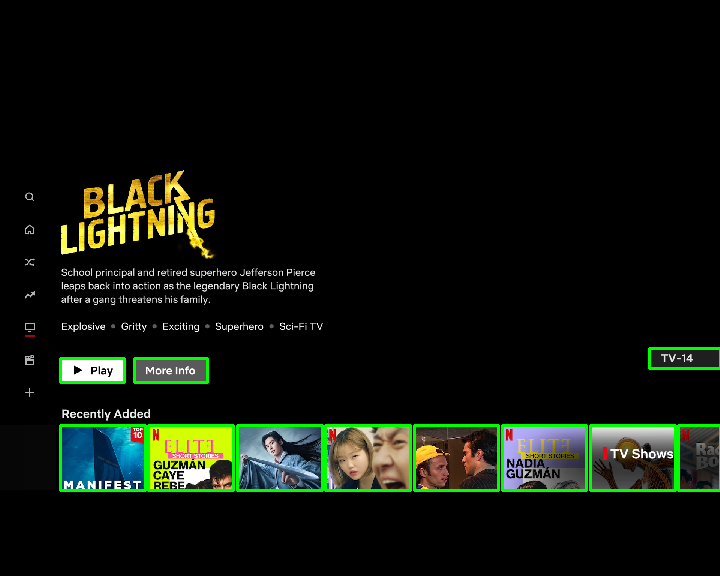 BLACK
LIGHTNING
School principal and retired superhero Jefferson Pierce
leaps back into action as the legendary Black Lightning
after a gang threatens his family.
Explosive • Gritty • Exciting • Superhero • Sci-Fi TV
Play
More Info
TV-14
Recently Added
TOP
10
MANIFEST
N
ELITE
SHORT STORIES
GUZMÁN
CAYE
REBE
N
N
ELITE
SHORT STORIES
NADIA
GUZMÁN
TV Shows
N